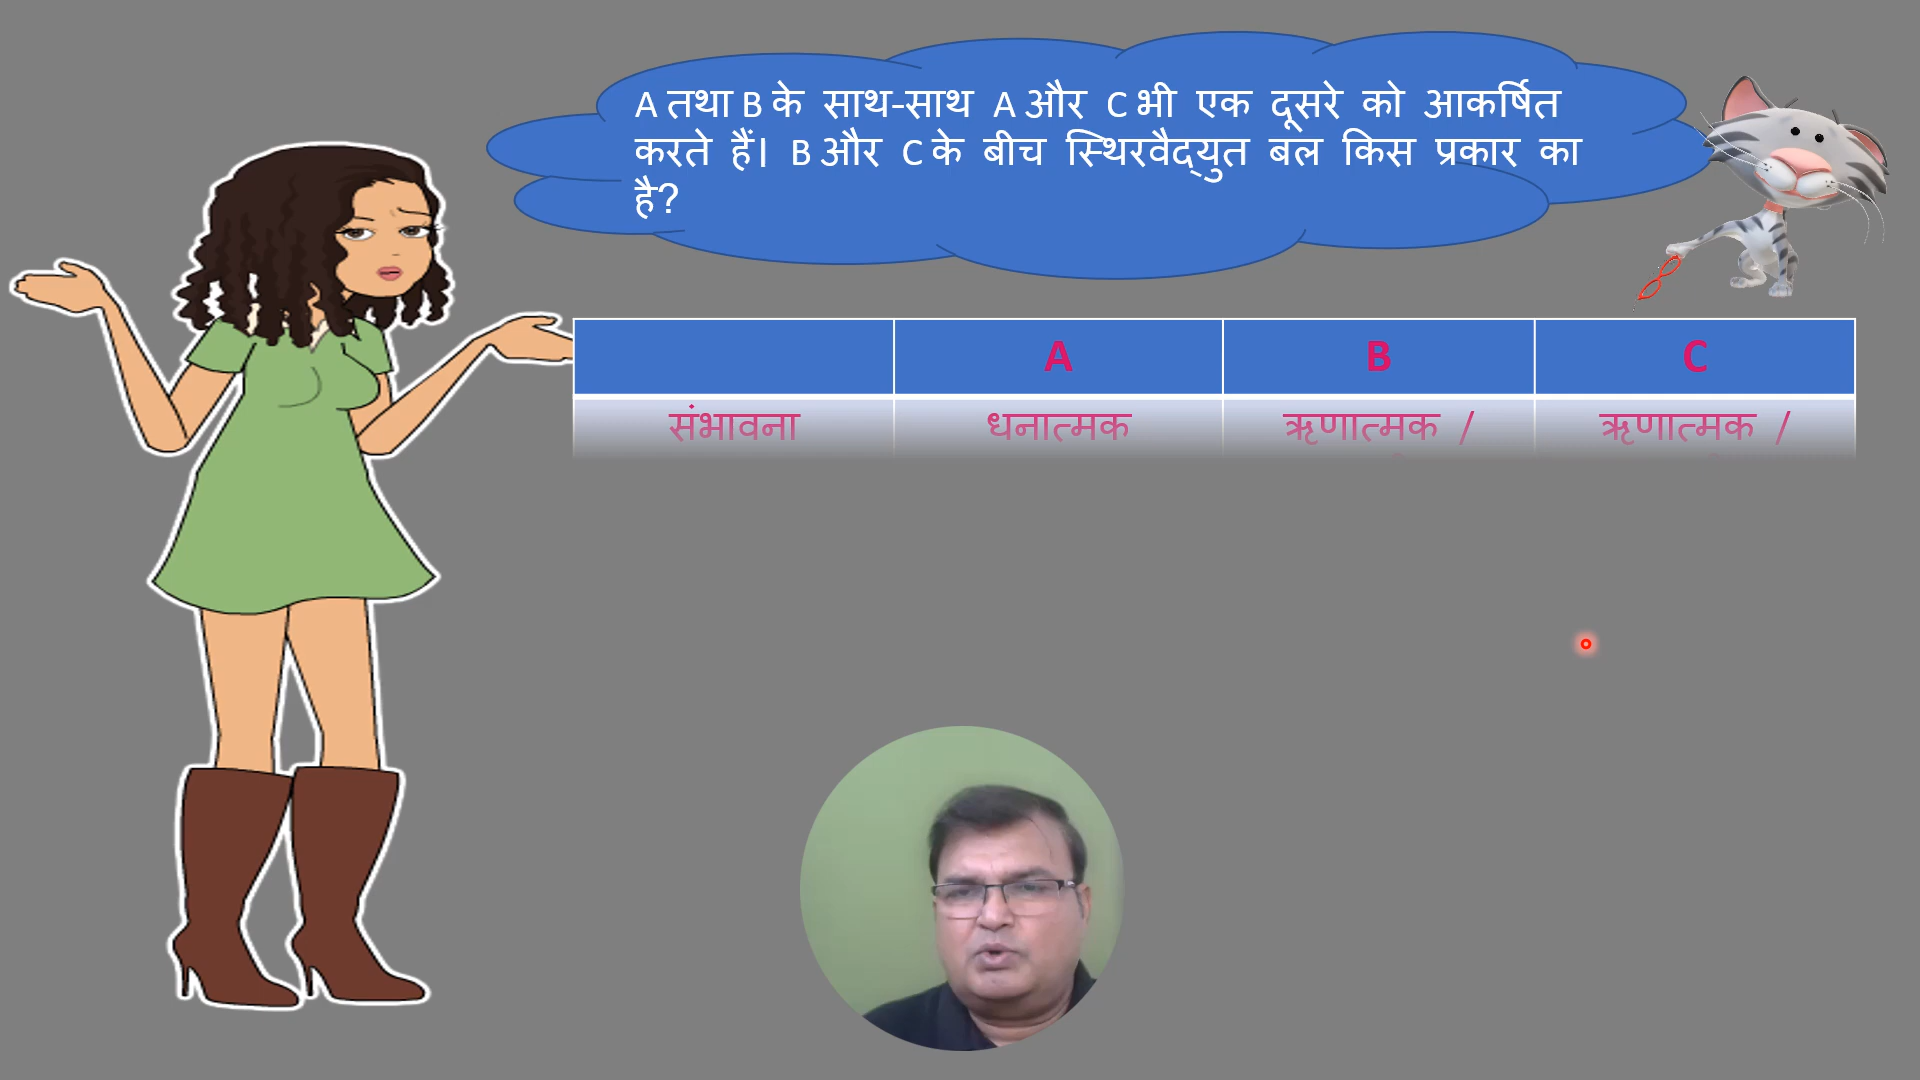 A तथा B के साथ-साथ A और C भी एक दूसरे को आकर्षित
करते हैं। B और C के बीच स्थिरवैद्युत बल किस प्रकार का
है?
A B C
संभावना धनात्मक ऋणात्मक / ऋणात्मक /